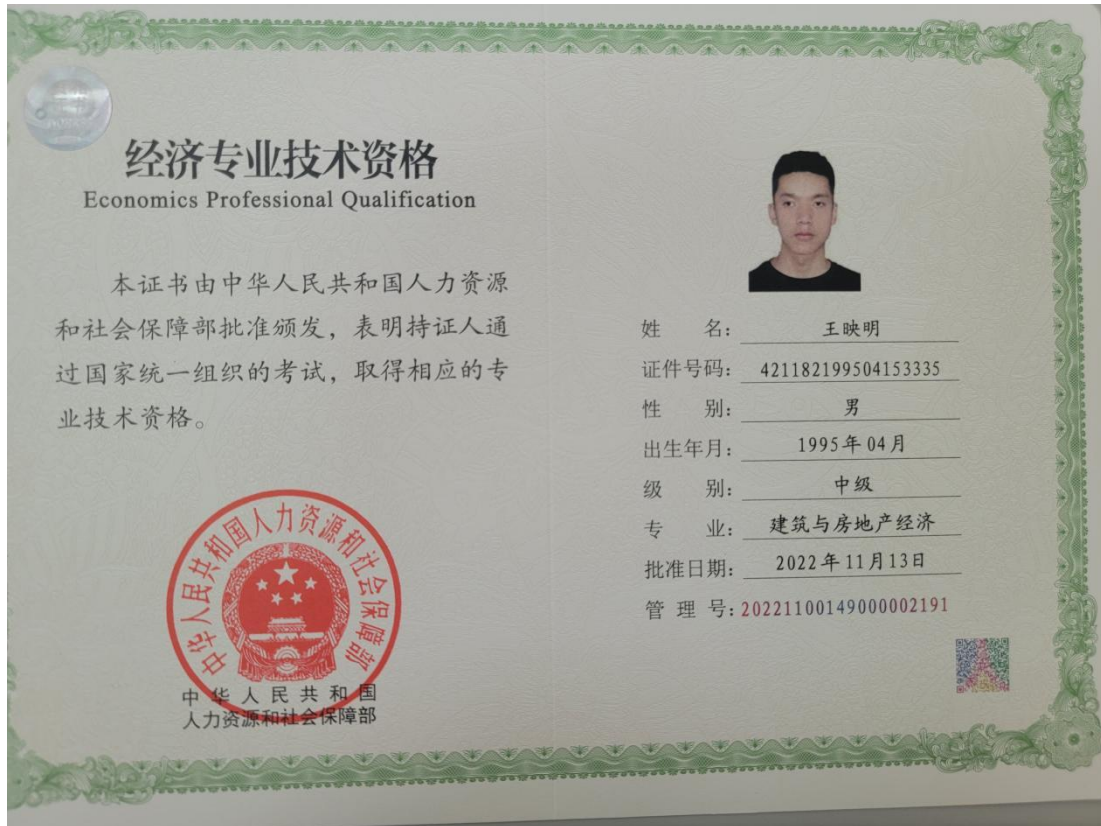 经济专业技术资格
Economics Professional Qualification
本证书由中华人民共和国人力资源
和社会保障部批准颁发，表明持证人通
过国家统一组织的考试，取得相应的专
业技术资格。
中华人民共和国人力资源和社会保障部
中华人民共和国
人力资源和社会保障部
姓名：王映明
证件号码：421182199504153335
性别：男
出生年月：1995年04月
级别：中级
专业：建筑与房地产经济
批准日期：2022年11月13日
管理号：20221100149000002191